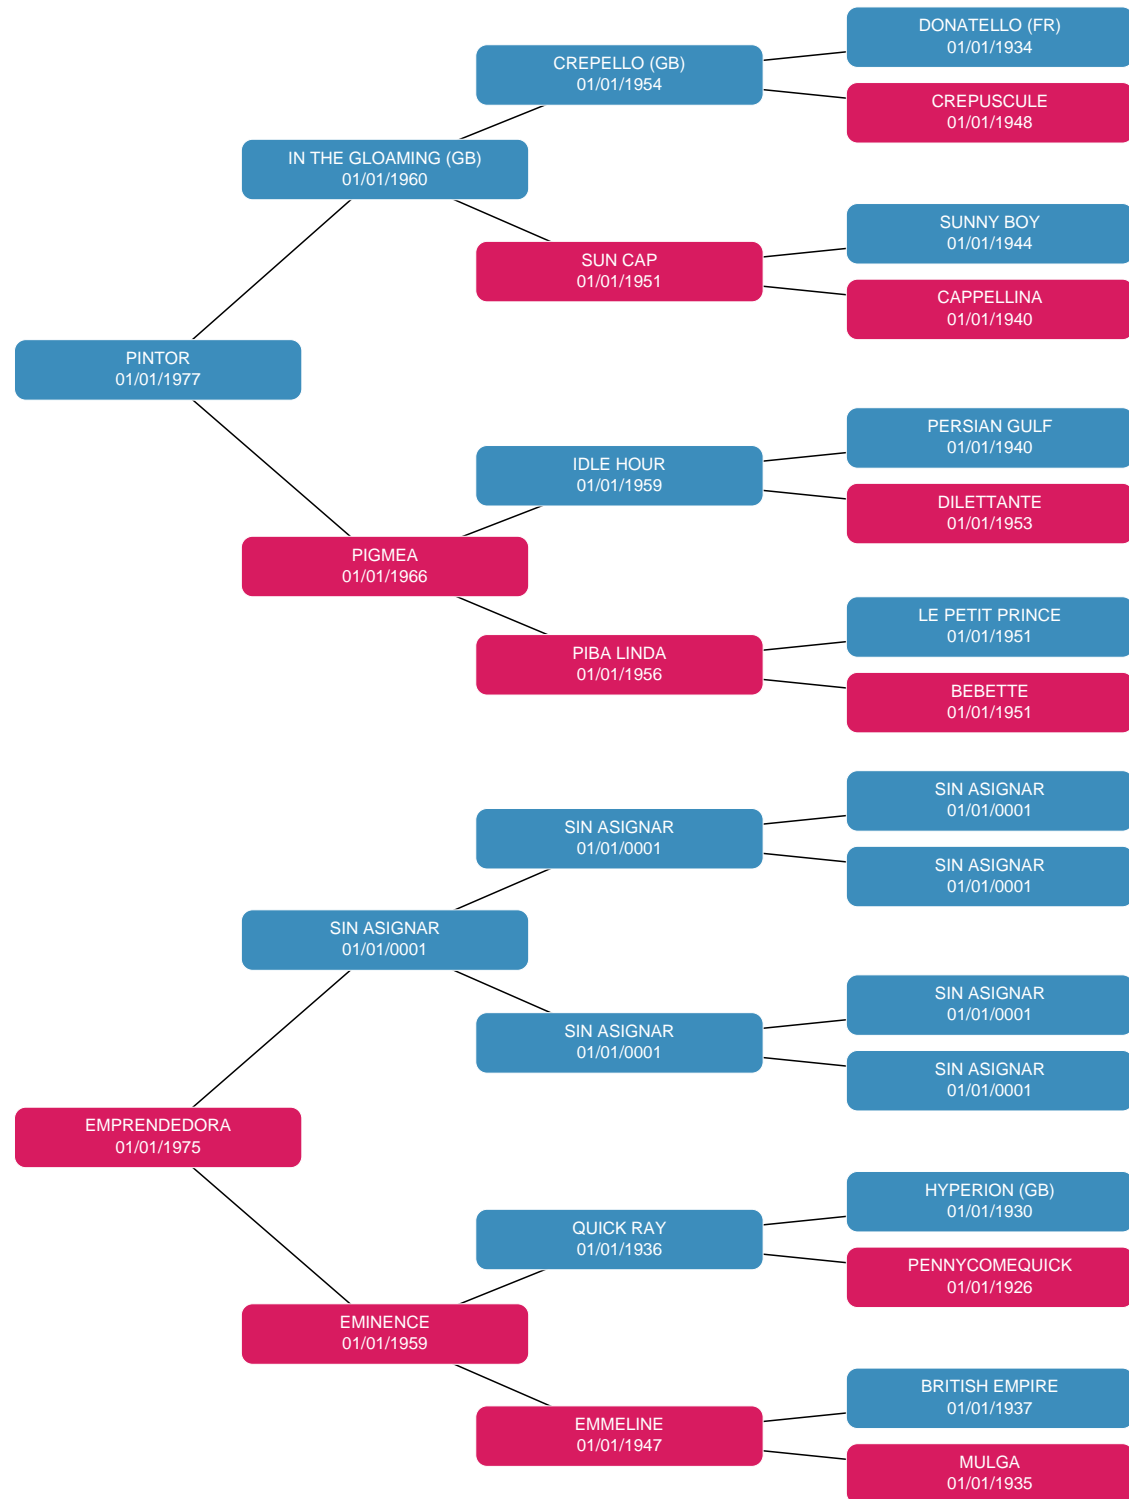 DONATELLO (FR)
01/01/1934
CREPELLO (GB)
01/01/1954
CREPUSCULE
01/01/1948
IN THE GLOAMING (GB)
01/01/1960
SUNNY BOY
01/01/1944
SUN CAP
01/01/1951
CAPPELLINA
01/01/1940
PINTOR
01/01/1977
PERSIAN GULF
01/01/1940
IDLE HOUR
01/01/1959
DILETTANTE
01/01/1953
PIGMEA
01/01/1966
LE PETIT PRINCE
01/01/1951
PIBA LINDA
01/01/1956
BEBETTE
01/01/1951
SIN ASIGNAR
01/01/0001
SIN ASIGNAR
01/01/0001
SIN ASIGNAR
01/01/0001
SIN ASIGNAR
01/01/0001
SIN ASIGNAR
01/01/0001
SIN ASIGNAR
01/01/0001
SIN ASIGNAR
01/01/0001
EMPRENDEDORA
01/01/1975
HYPERION (GB)
01/01/1930
QUICK RAY
01/01/1936
PENNYCOMEQUICK
01/01/1926
EMINENCE
01/01/1959
BRITISH EMPIRE
01/01/1937
EMMELINE
01/01/1947
MULGA
01/01/1935